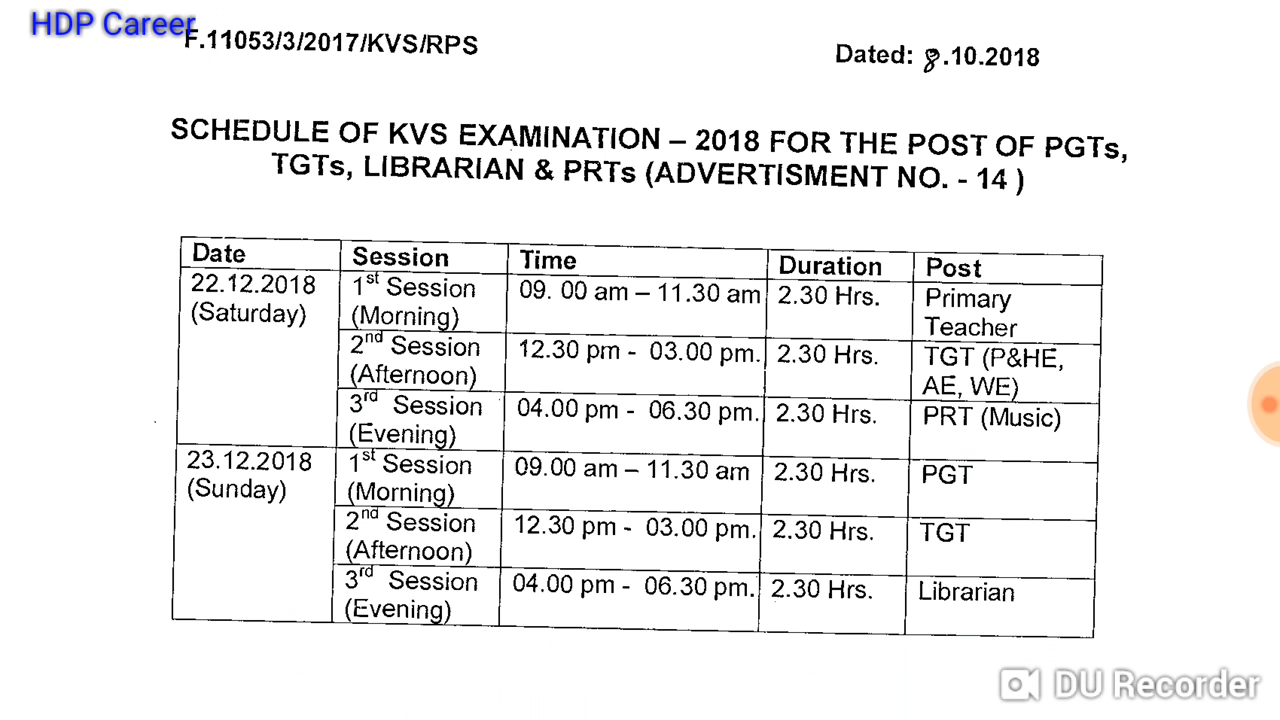 HDP Career
F.11053/3/2017/KVS/RPS
Dated: 8.10.2018
SCHEDULE OF KVS EXAMINATION – 2018 FOR THE POST OF PGTs,
TGTs, LIBRARIAN & PRTs (ADVERTISMENT NO. - 14 )
Date Session Time Duration Post
22.12.2018 1st Session 09. 00 am – 11.30 am 2.30 Hrs. Primary
(Saturday) (Morning) Teacher
2nd Session 12.30 pm - 03.00 pm. 2.30 Hrs. TGT (P&HE,
(Afternoon) AE, WE)
3rd Session 04.00 pm - 06.30 pm. 2.30 Hrs. PRT (Music)
(Evening)
23.12.2018 1st Session 09.00 am – 11.30 am 2.30 Hrs. PGT
(Sunday) (Morning)
2nd Session 12.30 pm - 03.00 pm. 2.30 Hrs. TGT
(Afternoon)
3rd Session 04.00 pm - 06.30 pm. 2.30 Hrs. Librarian
(Evening)
DU Recorder